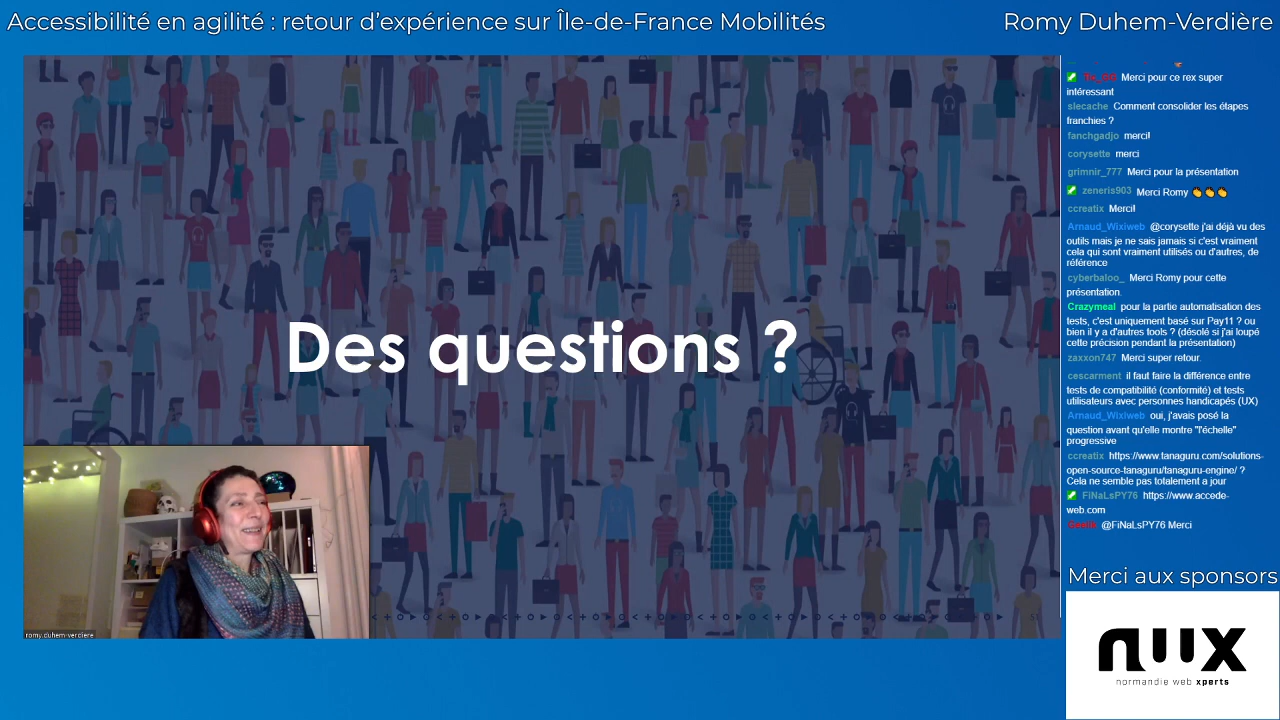 Accessibilité en agilité : retour d’expérience sur Île-de-France Mobilités
Romy Duhem-Verdière
Merci pour ce rex super
intéressant
slecache Comment consolider les étapes
franchies ?
fanchgadjo merci!
corysette merci
grimnir_777 Merci pour la présentation
zeneris903 Merci Romy 👏👏👏
ccreatix Merci!
Arnaud_Wixiweb @corysette j'ai déjà vu des
outils mais je ne sais jamais si c'est vraiment
cela qui sont vraiment utilisés ou d'autres, de
référence
cyberbaloo_ Merci Romy pour cette
présentation.
Crazymeal pour la partie automatisation des
tests, c'est uniquement basé sur Pay11 ? ou
bien il y a d'autres tools ? (désolé si j'ai loupé
cette précision pendant la présentation)
zaxxon747 Merci super retour.
cescarment il faut faire la différence entre
tests de compatibilité (conformité) et tests
utilisateurs avec personnes handicapés (UX)
Arnaud_Wixiweb oui, j'avais posé la
question avant qu'elle montre "l'échelle"
progressive
ccreatix https://www.tanaguru.com/solutions-
open-source-tanaguru/tanaguru-engine/ ?
Cela ne semble pas totalement a jour
FiNaLsPY76 https://www.accede-
web.com
@FiNaLsPY76 Merci
Des questions ?
romy.duhem-verdiere
Merci aux sponsors
nwx
normandie web xperts